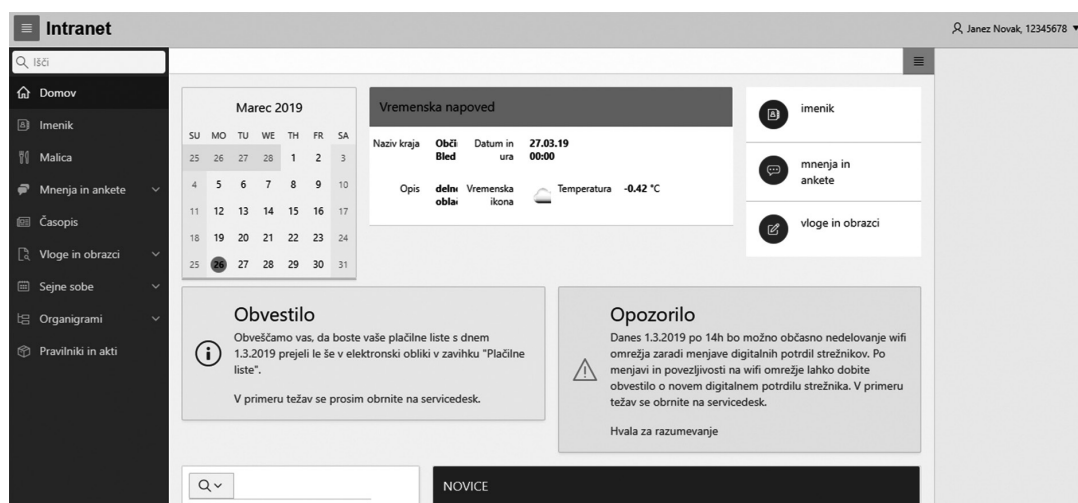 Intranet
Janez Novak, 12345678
Išči
Domov
Imenik
Malica
Mnenja in ankete
Časopis
Vloge in obrazci
Sejne sobe
Organigrami
Pravilniki in akti
Marec 2019
SU MO TU WE TH FR SA
25 26 27 28 1 2 3
4 5 6 7 8 9 10
11 12 13 14 15 16 17
18 19 20 21 22 23 24
25 26 27 28 29 30 31
Vremenska napoved
Naziv kraja Obči Datum in 27.03.19
Bled ura 00:00
Opis Vremenska Temperatura -0.42 °C
ikona
imenik
mnenja in
ankete
vloge in obrazci
Obvestilo
Obveščamo vas, da boste vaše plačilne liste s dnem
1.3.2019 prejeli le še v elektronski obliki v zavihku "Plačilne
liste".
V primeru težav se prosim obrnite na servicedesk.
Opozorilo
Danes 1.3.2019 po 14h bo možno občasno nedelovanje wifi
omrežja zaradi menjave digitalnih potrdil strežnikov. Po
menjavi in povezljivosti na wifi omrežje lahko dobite
obvestilo o novem digitalnem potrdilu strežnika. V primeru
težav se obrnite na servicedesk.
Hvala za razumevanje
NOVICE